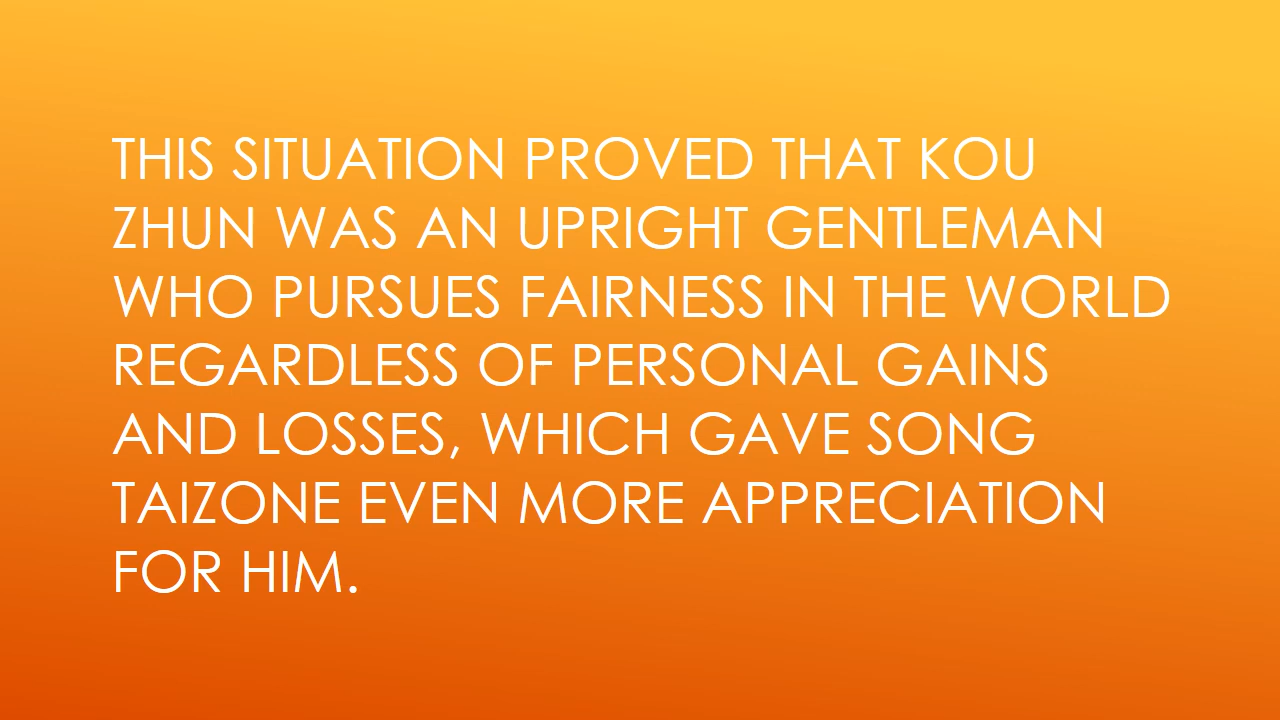 THIS SITUATION PROVED THAT KOU
ZHUN WAS AN UPRIGHT GENTLEMAN
WHO PURSUES FAIRNESS IN THE WORLD
REGARDLESS OF PERSONAL GAINS
AND LOSSES, WHICH GAVE SONG
TAIZONE EVEN MORE APPRECIATION
FOR HIM.